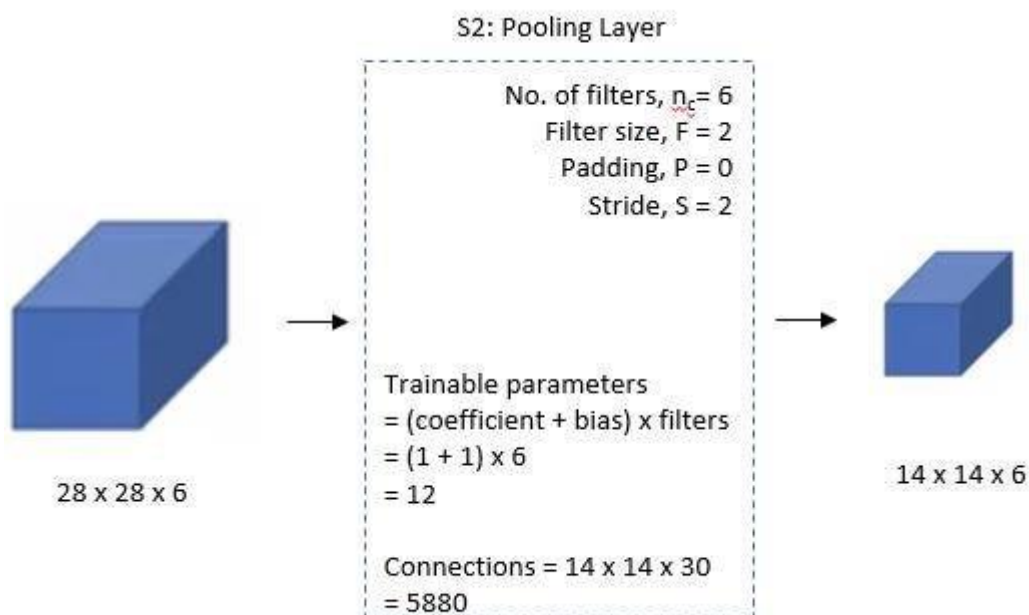 S2: Pooling Layer
No. of filters, nc= 6
Filter size, F = 2
Padding, P = 0
Stride, S = 2
28 x 28 x 6
Trainable parameters
= (coefficient + bias) x filters
= (1 + 1) x 6
= 12
Connections = 14 x 14 x 30
= 5880
14 x 14 x 6